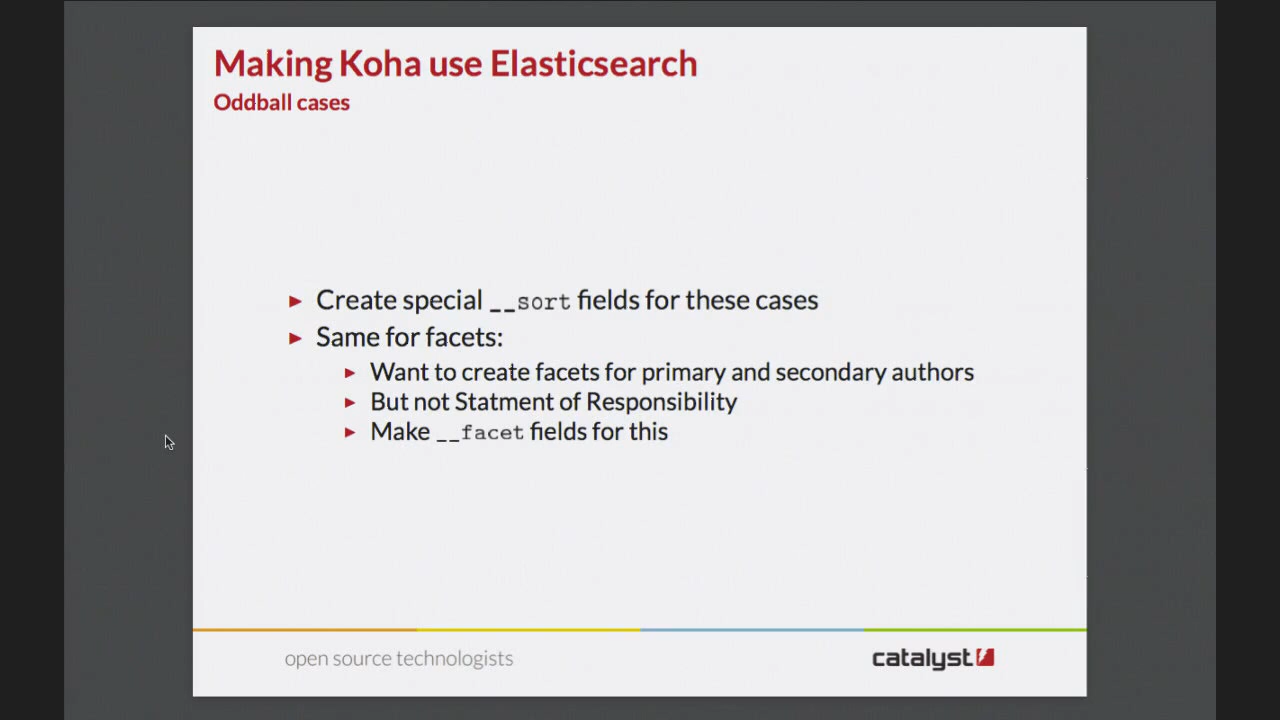 Making Koha use Elasticsearch
Oddball cases
Create special __sort fields for these cases
Same for facets:
Want to create facets for primary and secondary authors
But not Statment of Responsibility
Make __facet fields for this
open source technologists
catalyst